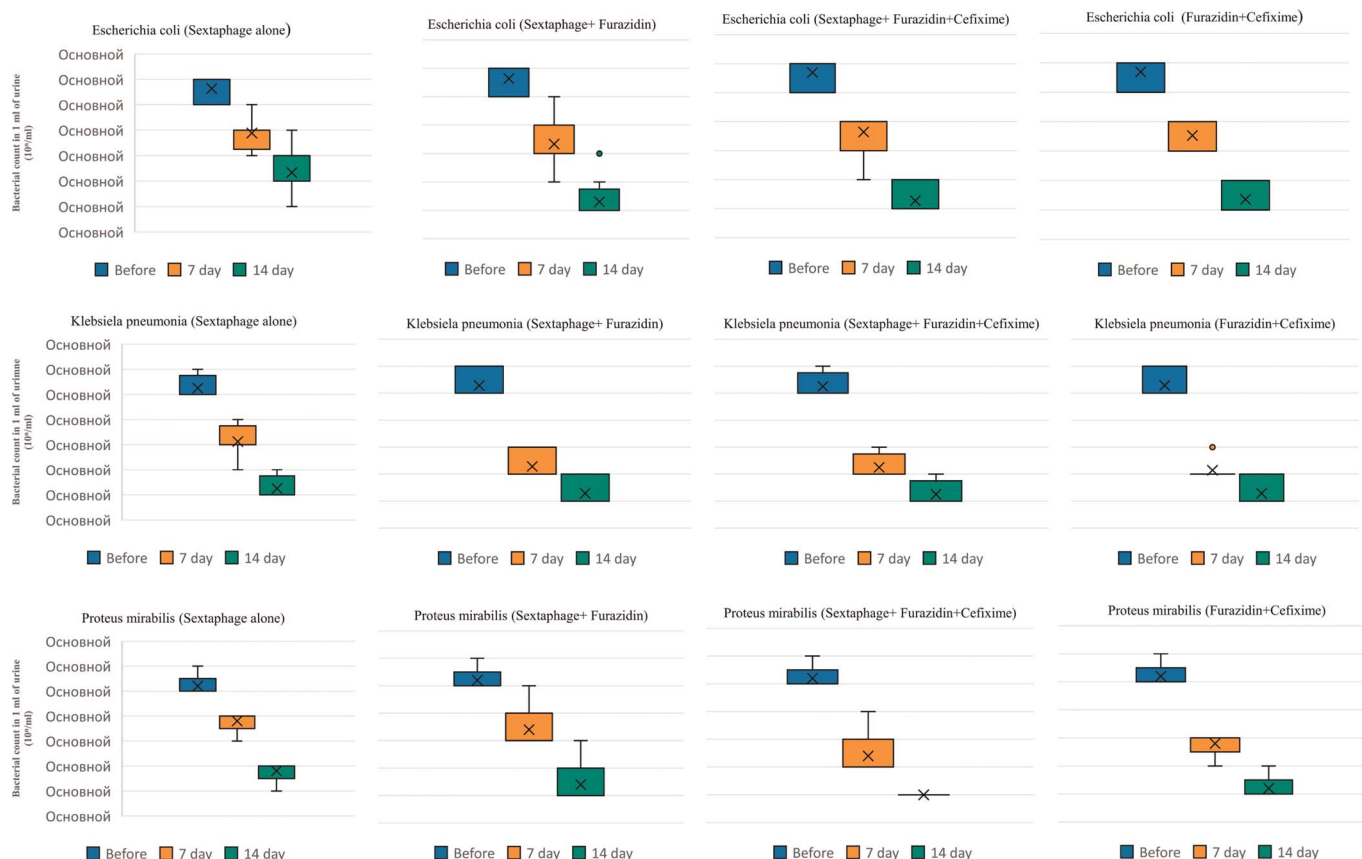 Escherichia coli (Sextaphage alone)
Escherichia coli (Sextaphage+ Furazidin)
Escherichia coli (Sextaphage+ Furazidin+Cefixime)
Escherichia coli (Furazidin+Cefixime)
Bacterial count in 1 ml of urine
(10ⁿ/ml)
Основной
Основной
Основной
Основной
Основной
Основной
Основной
Основной
Before 7 day 14 day
Before 7 day 14 day
Before 7 day 14 day
Before 7 day 14 day
Klebsiela pneumonia (Sextaphage alone)
Klebsiela pneumonia (Sextaphage+ Furazidin)
Klebsiela pneumonia (Sextaphage+ Furazidin+Cefixime)
Klebsiela pneumonia (Furazidin+Cefixime)
Bacterial count in 1 ml of urimne
(10ⁿ/ml)
Основной
Основной
Основной
Основной
Основной
Основной
Основной
Основной
Before 7 day 14 day
Before 7 day 14 day
Before 7 day 14 day
Before 7 day 14 day
Proteus mirabilis (Sextaphage alone)
Proteus mirabilis (Sextaphage+ Furazidin)
Proteus mirabilis (Sextaphage+ Furazidin+Cefixime)
Proteus mirabilis (Furazidin+Cefixime)
Bacterial count in 1 ml of urine
(10ⁿ/ml)
Основной
Основной
Основной
Основной
Основной
Основной
Основной
Основной
Before 7 day 14 day
Before 7 day 14 day
Before 7 day 14 day
Before 7 day 14 day